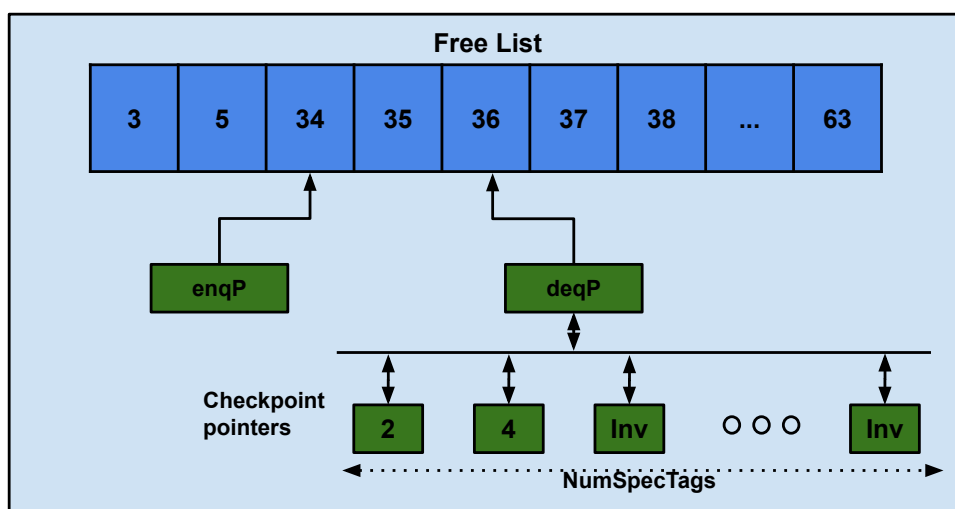 Free List
3 5 34 35 36 37 38 ... 63
enqP deqP
Checkpoint
pointers
2 4 Inv Inv
NumSpecTags